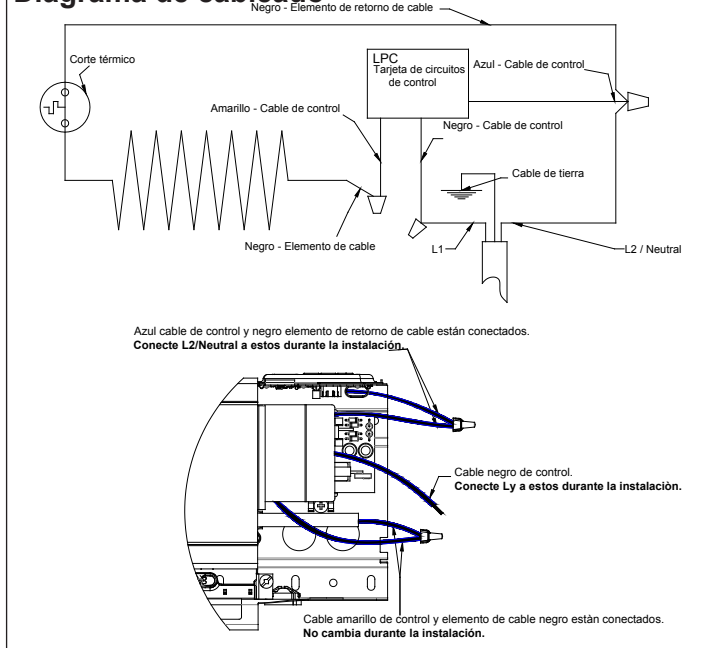 Diagrama de cableado
Negro - Elemento de retorno de cable
Corte térmico
LPC
Tarjeta de circuitos
de control
Azul - Cable de control
Amarillo - Cable de control
Negro - Cable de control
Cable de tierra
Negro - Elemento de cable
L1
L2 / Neutral
Azul cable de control y negro elemento de retorno de cable están conectados.
Conecte L2/Neutral a estos durante la instalación.
Cable negro de control.
Conecte Ly a estos durante la instalaciòn.
Cable amarillo de control y elemento de cable negro estàn conectados.
No cambia durante la instalación.